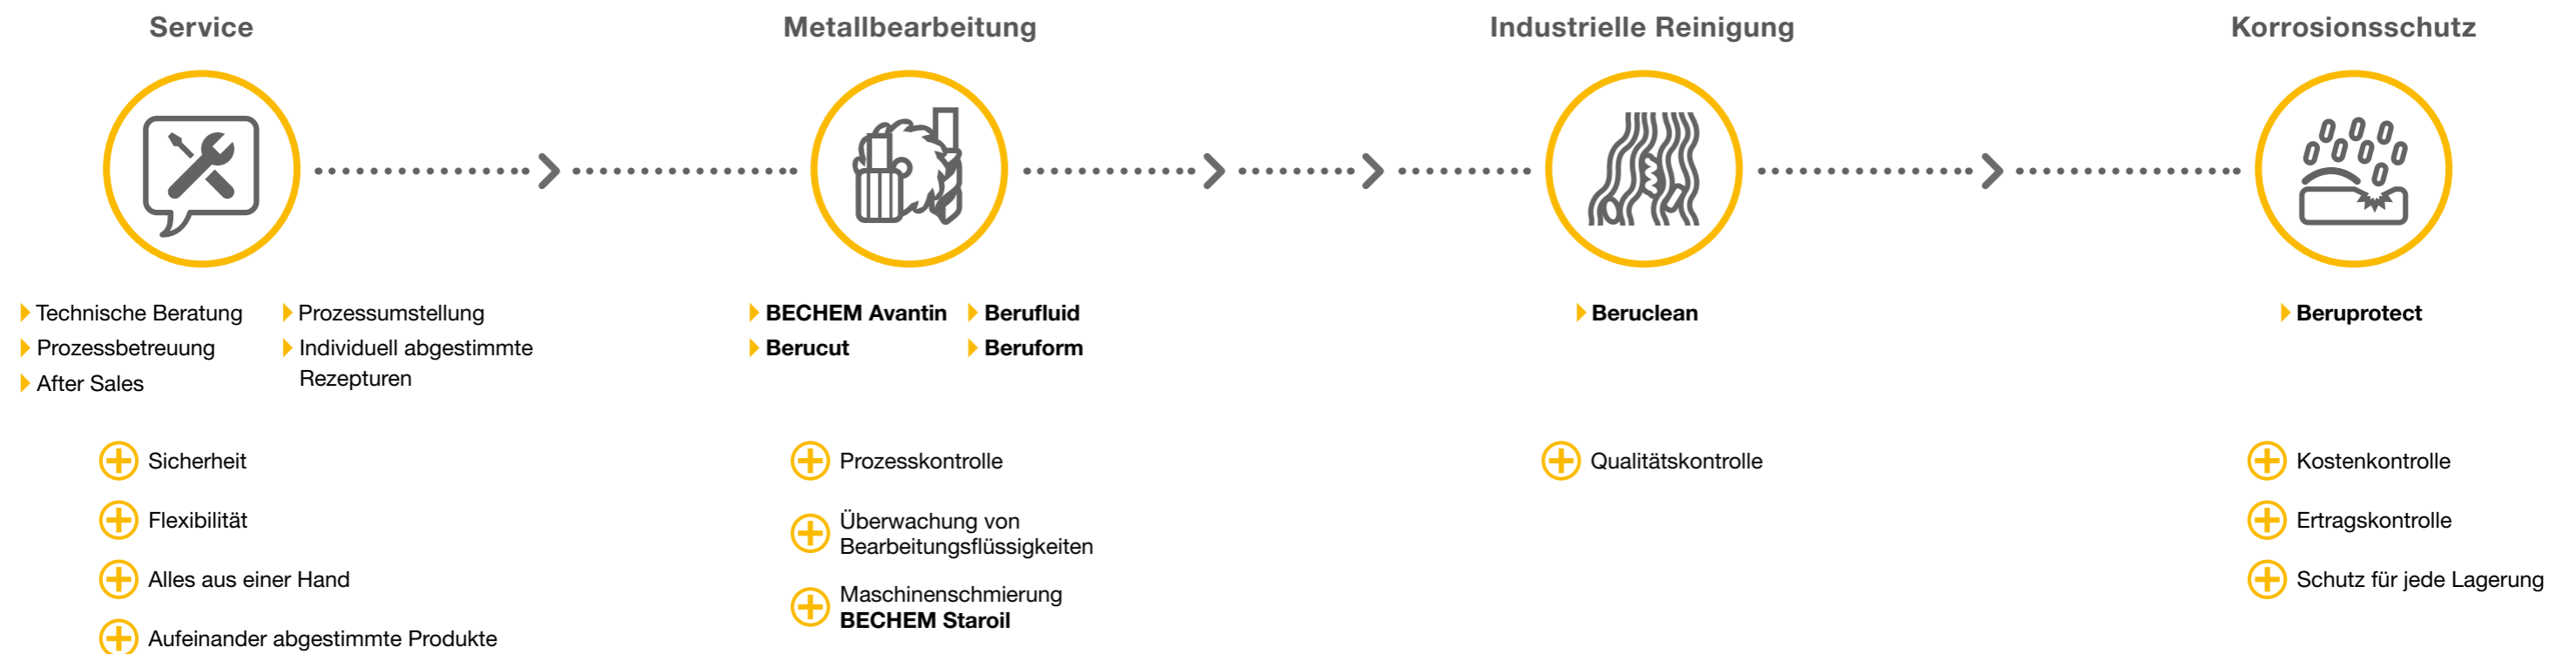 Service
Technische Beratung
Prozessbetreuung
After Sales
Prozessumstellung
Individuell abgestimmte
Rezepturen
Sicherheit
Flexibilität
Alles aus einer Hand
Aufeinander abgestimmte Produkte
Metallbearbeitung
BECHEM Avantin
Berucut
Berufluid
Beruform
Prozesskontrolle
Überwachung von
Bearbeitungsflüssigkeiten
Maschinenschmierung
BECHEM Staroil
Industrielle Reinigung
Beruclean
Qualitätskontrolle
Korrosionsschutz
Beruprotect
Kostenkontrolle
Ertragskontrolle
Schutz für jede Lagerung